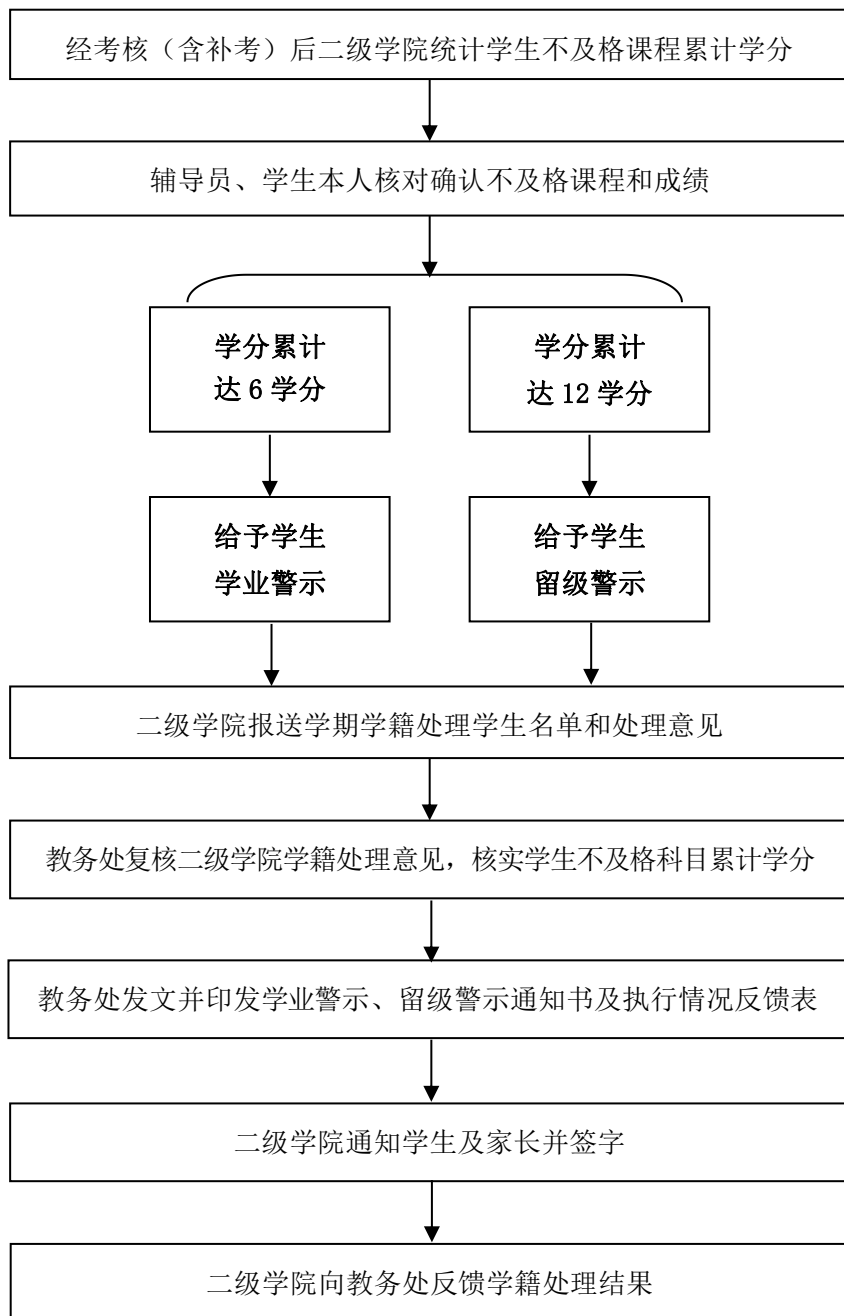 经考核（含补考）后二级学院统计学生不及格课程累计学分
辅导员、学生本人核对确认不及格课程和成绩
学分累计
达 6 学分
学分累计
达 12 学分
给予学生
学业警示
给予学生
留级警示
二级学院报送学期学籍处理学生名单和处理意见
教务处复核二级学院学籍处理意见，核实学生不及格科目累计学分
教务处发文并印发学业警示、留级警示通知书及执行情况反馈表
二级学院通知学生及家长并签字
二级学院向教务处反馈学籍处理结果